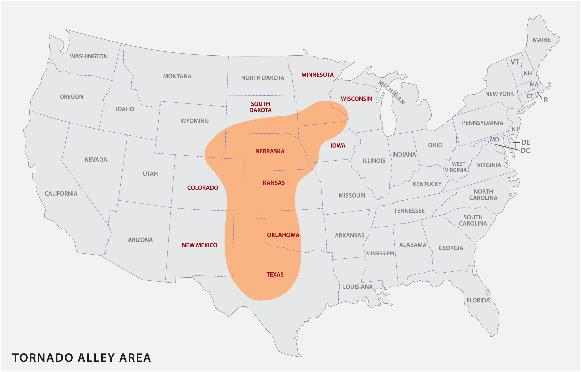 MAINE
WASHINGTON
VT
MONTANA
NORTH DAKOTA
MINNESOTA
NH
MICHIGAN
MA
OREGON
NEW YORK
CT
WISCONSIN
R
SOUTH
DAKOTA
IDAHO
WYOMING
PENNSYLVANIA
NJ
MD
DE
DC
IOWA
OHIO
NEBRASKA
INDIANA
ILLINOIS
NEVADA
WEST
VIRGINIA
VIRGINIA
UTAH
COLORADO
KANSAS
KENTUCKY
CALIFORNIA
MISSOURI
NORTH
CAROLINA
TENNESSEE
SOUTH
CAROLINA
OKLAHOMA
ARKANSAS
ARIZONA
NEW MEXICO
ALABAMA
GEORGIA
MISSISSIPPI
TEXAS
LOUISIANA
FLORIDA
TORNADO ALLEY AREA